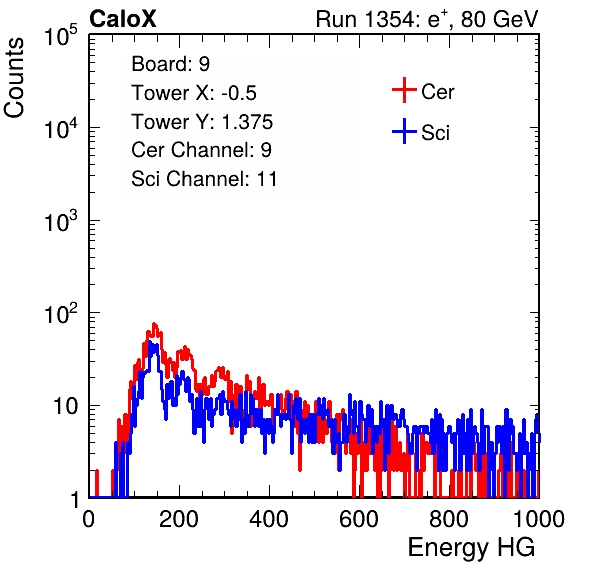 CaloX Run 1354: e⁺, 80 GeV
Counts
10⁵
10⁴
10³
10²
10
1
Board: 9
Tower X: -0.5
Tower Y: 1.375
Cer Channel: 9
Sci Channel: 11
Cer
Sci
0 200 400 600 800 1000
Energy HG